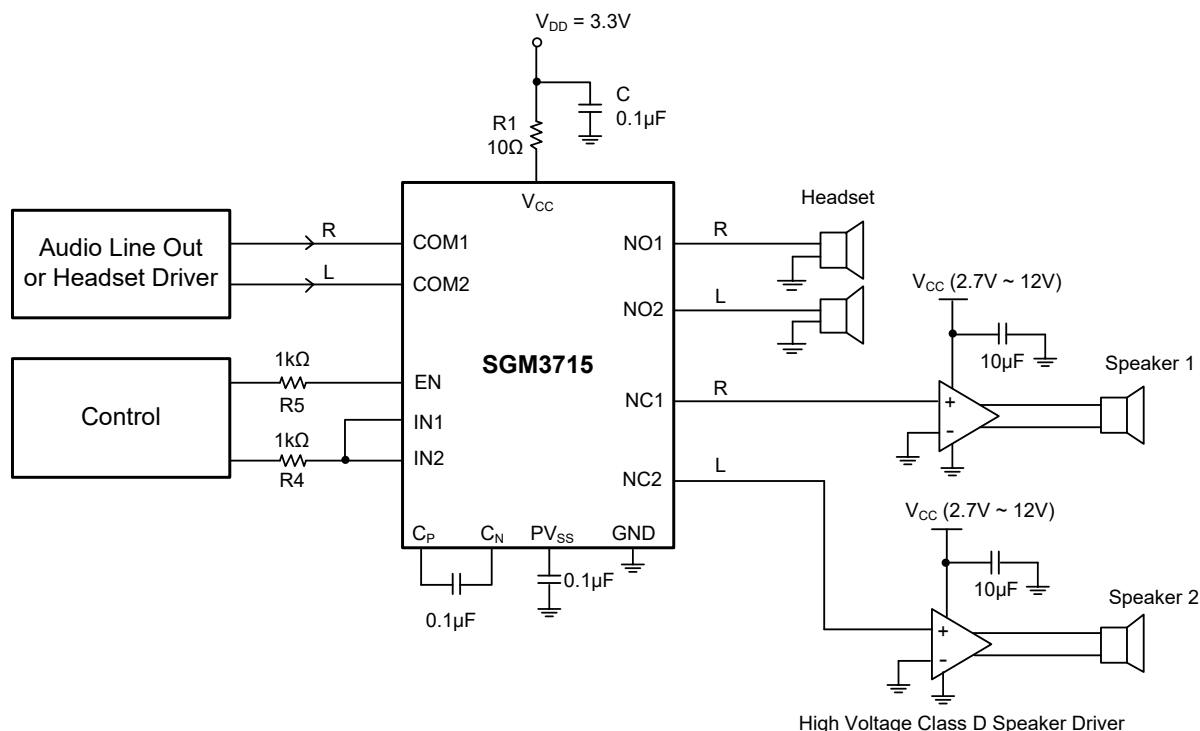 V_DD = 3.3V
C
0.1µF
R1
10Ω
V_CC
Audio Line Out
or Headset Driver
R
L
COM1
COM2
Control
1kΩ
R5
1kΩ
R4
EN
IN1
IN2
SGM3715
NO1
NO2
NC1
NC2
C_P
C_N
PV_SS
GND
0.1µF
0.1µF
R
L
Headset
R
L
V_CC (2.7V ~ 12V)
10µF
+
-
Speaker 1
V_CC (2.7V ~ 12V)
10µF
+
-
Speaker 2
High Voltage Class D Speaker Driver